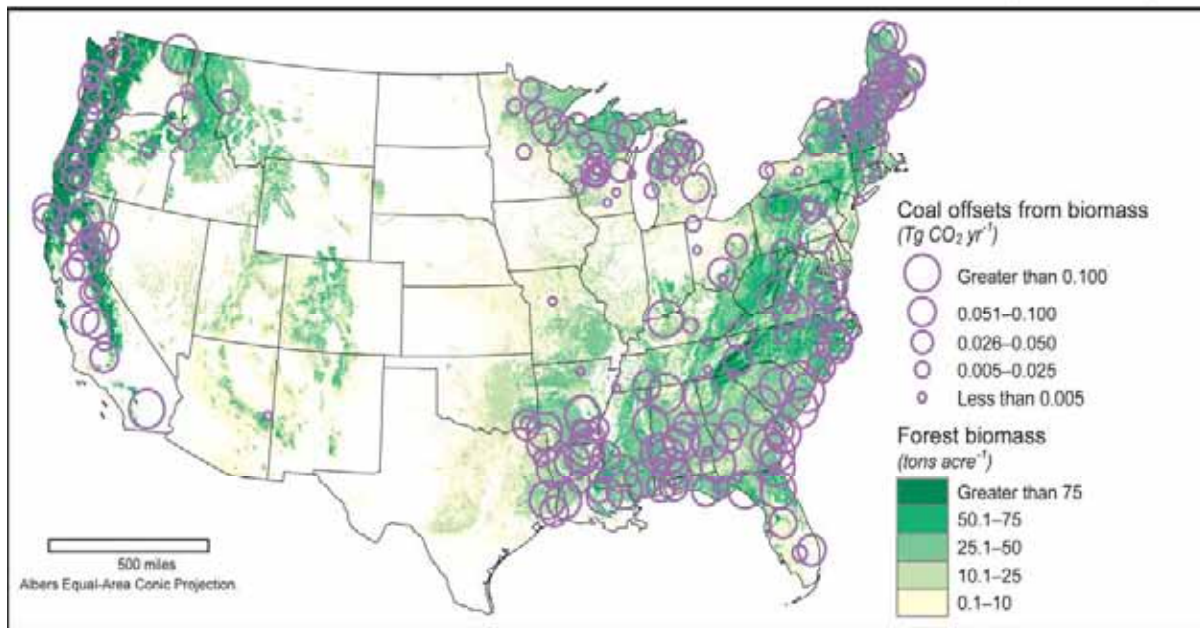 Coal offsets from biomass
(Tg CO₂ yr⁻¹)
Greater than 0.100
0.051–0.100
0.026–0.050
0.005–0.025
Less than 0.005
Forest biomass
(tons acre⁻¹)
Greater than 75
50.1–75
25.1–50
10.1–25
0.1–10
500 miles
Albers Equal-Area Conic Projection